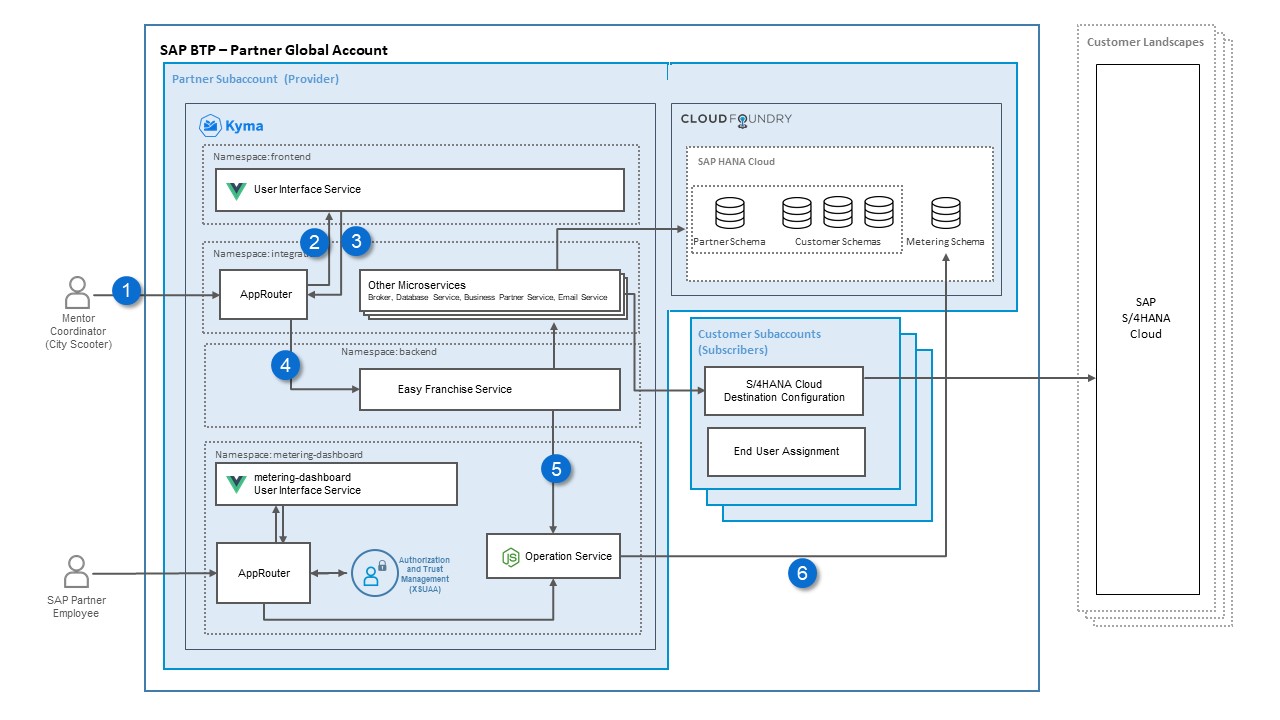 SAP BTP – Partner Global Account
Partner Subaccount (Provider)
Kyma
Namespace: frontend
User Interface Service
2
3
Namespace: integra
AppRouter
Other Microservices
Broker, Database Service, Business Partner Service, Email Service
1
Mentor
Coordinator
(City Scooter)
4
Namespace: backend
Easy Franchise Service
Namespace: metering-dashboard
metering-dashboard
User Interface Service
5
AppRouter
Authorization
and Trust
Management
(XSUAA)
JS
Operation Service
6
SAP Partner
Employee
CLOUD FOUNDRY
SAP HANA Cloud
Partner Schema
Customer Schemas
Metering Schema
Customer Subaccounts
(Subscribers)
S/4HANA Cloud
Destination Configuration
End User Assignment
Customer Landscapes
SAP
S/4HANA
Cloud